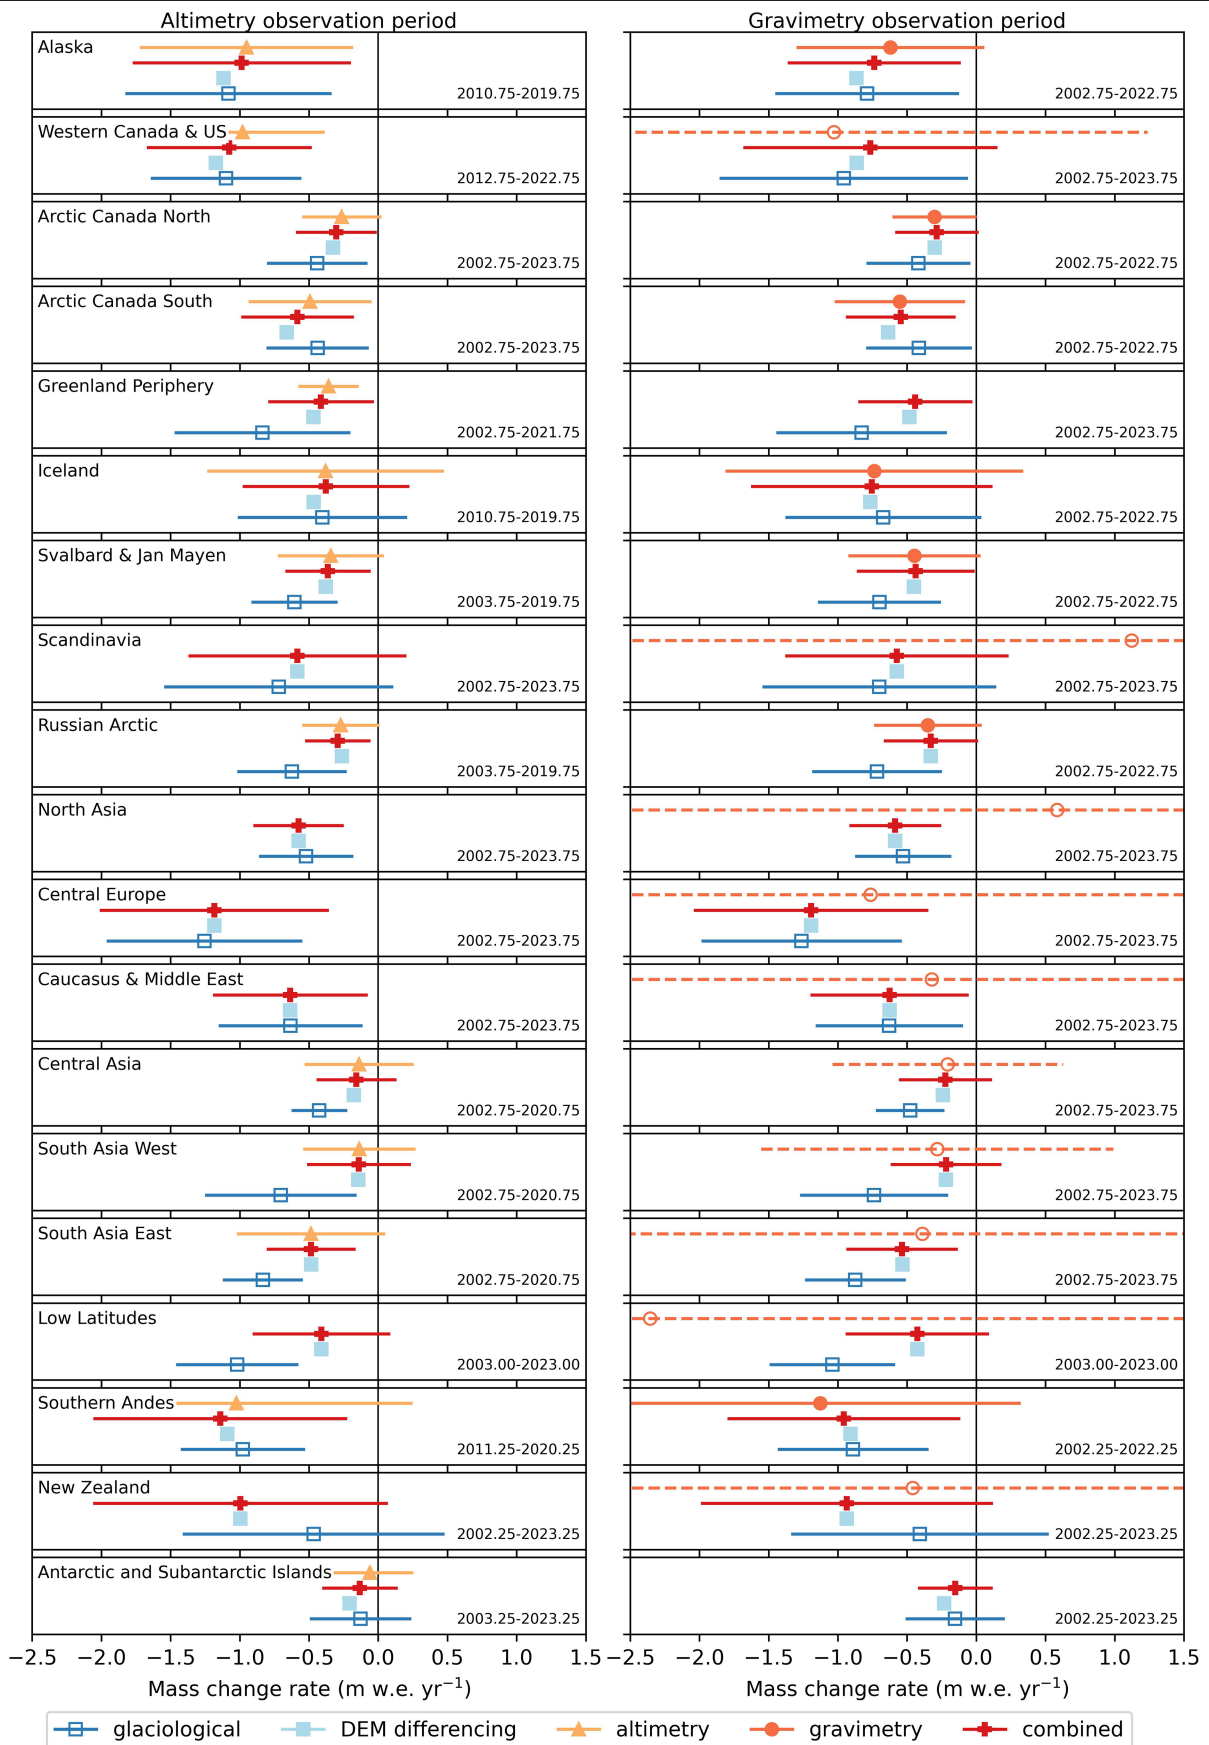 Altimetry observation period Gravimetry observation period
Alaska
2010.75-2019.75 2002.75-2022.75
Western Canada & US
2012.75-2022.75 2002.75-2023.75
Arctic Canada North
2002.75-2023.75 2002.75-2022.75
Arctic Canada South
2002.75-2023.75 2002.75-2022.75
Greenland Periphery
2002.75-2021.75 2002.75-2023.75
Iceland
2010.75-2019.75 2002.75-2022.75
Svalbard & Jan Mayen
2003.75-2019.75 2002.75-2022.75
Scandinavia
2002.75-2023.75 2002.75-2023.75
Russian Arctic
2003.75-2019.75 2002.75-2022.75
North Asia
2002.75-2023.75 2002.75-2023.75
Central Europe
2002.75-2023.75 2002.75-2023.75
Caucasus & Middle East
2002.75-2023.75 2002.75-2023.75
Central Asia
2002.75-2020.75 2002.75-2023.75
South Asia West
2002.75-2020.75 2002.75-2023.75
South Asia East
2002.75-2020.75 2002.75-2023.75
Low Latitudes
2003.00-2023.00 2003.00-2023.00
Southern Andes
2011.25-2020.25 2002.25-2022.25
New Zealand
2002.25-2023.25 2002.25-2023.25
Antarctic and Subantarctic Islands
2003.25-2023.25 2002.25-2023.25
−2.5 −2.0 −1.5 −1.0 −0.5 0.0 0.5 1.0 1.5 −2.5 −2.0 −1.5 −1.0 −0.5 0.0 0.5 1.0 1.5
Mass change rate (m w.e. yr⁻¹) Mass change rate (m w.e. yr⁻¹)
glaciological DEM differencing altimetry gravimetry combined